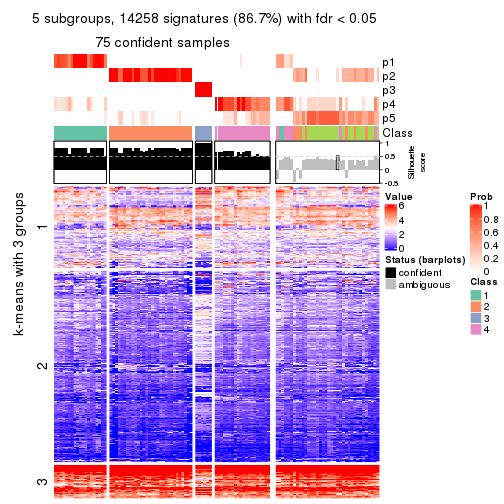 5 subgroups, 14258 signatures (86.7%) with fdr < 0.05
75 confident samples
p1
p2
p3
p4
p5
Class
1
0.5
0
-0.5
Silhouette
score
k-means with 3 groups
1
2
3
Value
6
4
2
0
Status (barplots)
confident
ambiguous
Prob
1
0.8
0.6
0.4
0.2
0
Class
1
2
3
4